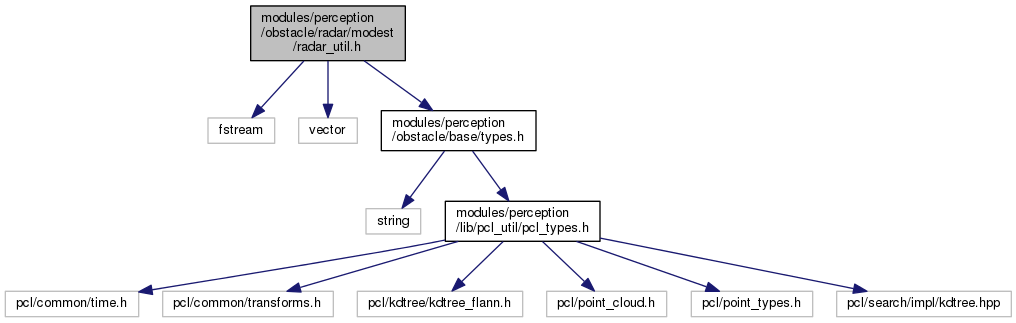 modules/perception
/obstacle/radar/modest
/radar_util.h
fstream
vector
modules/perception
/obstacle/base/types.h
string
modules/perception
/lib/pcl_util/pcl_types.h
pcl/common/time.h
pcl/common/transforms.h
pcl/kdtree/kdtree_flann.h
pcl/point_cloud.h
pcl/point_types.h
pcl/search/impl/kdtree.hpp